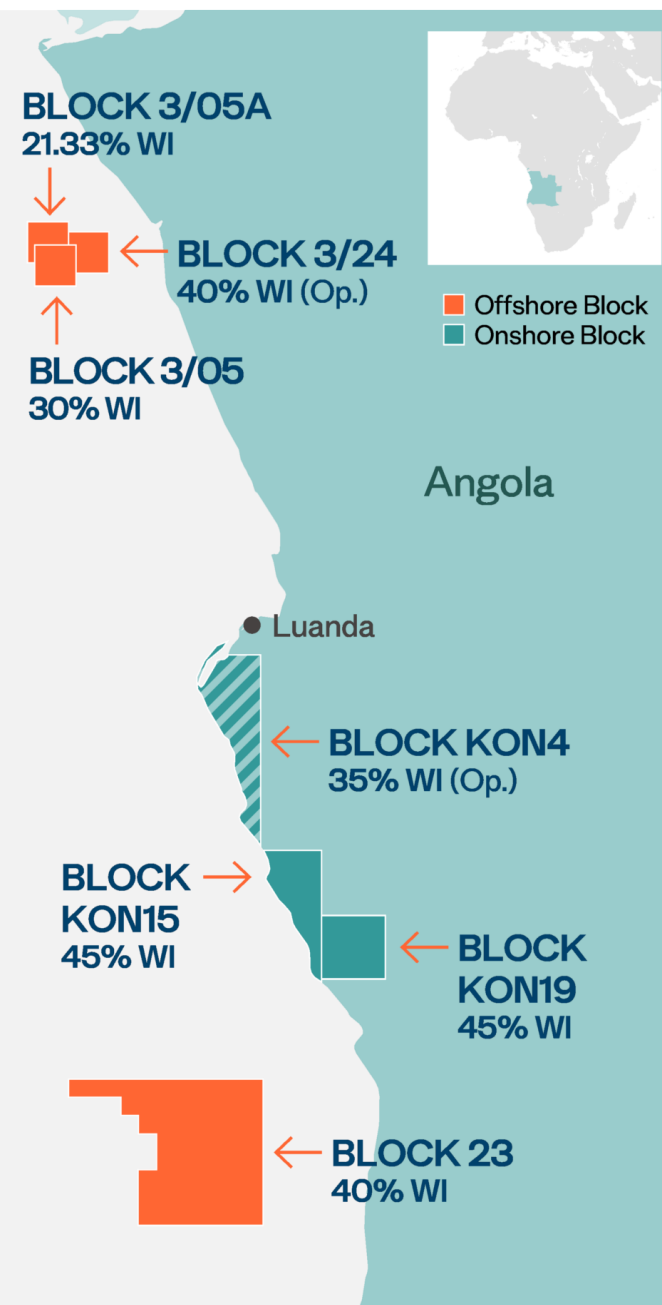 BLOCK 3/05A
21.33% WI
BLOCK 3/24
40% WI (Op.)
BLOCK 3/05
30% WI
Offshore Block
Onshore Block
Angola
Luanda
BLOCK KON4
35% WI (Op.)
BLOCK
KON15
45% WI
BLOCK
KON19
45% WI
BLOCK 23
40% WI